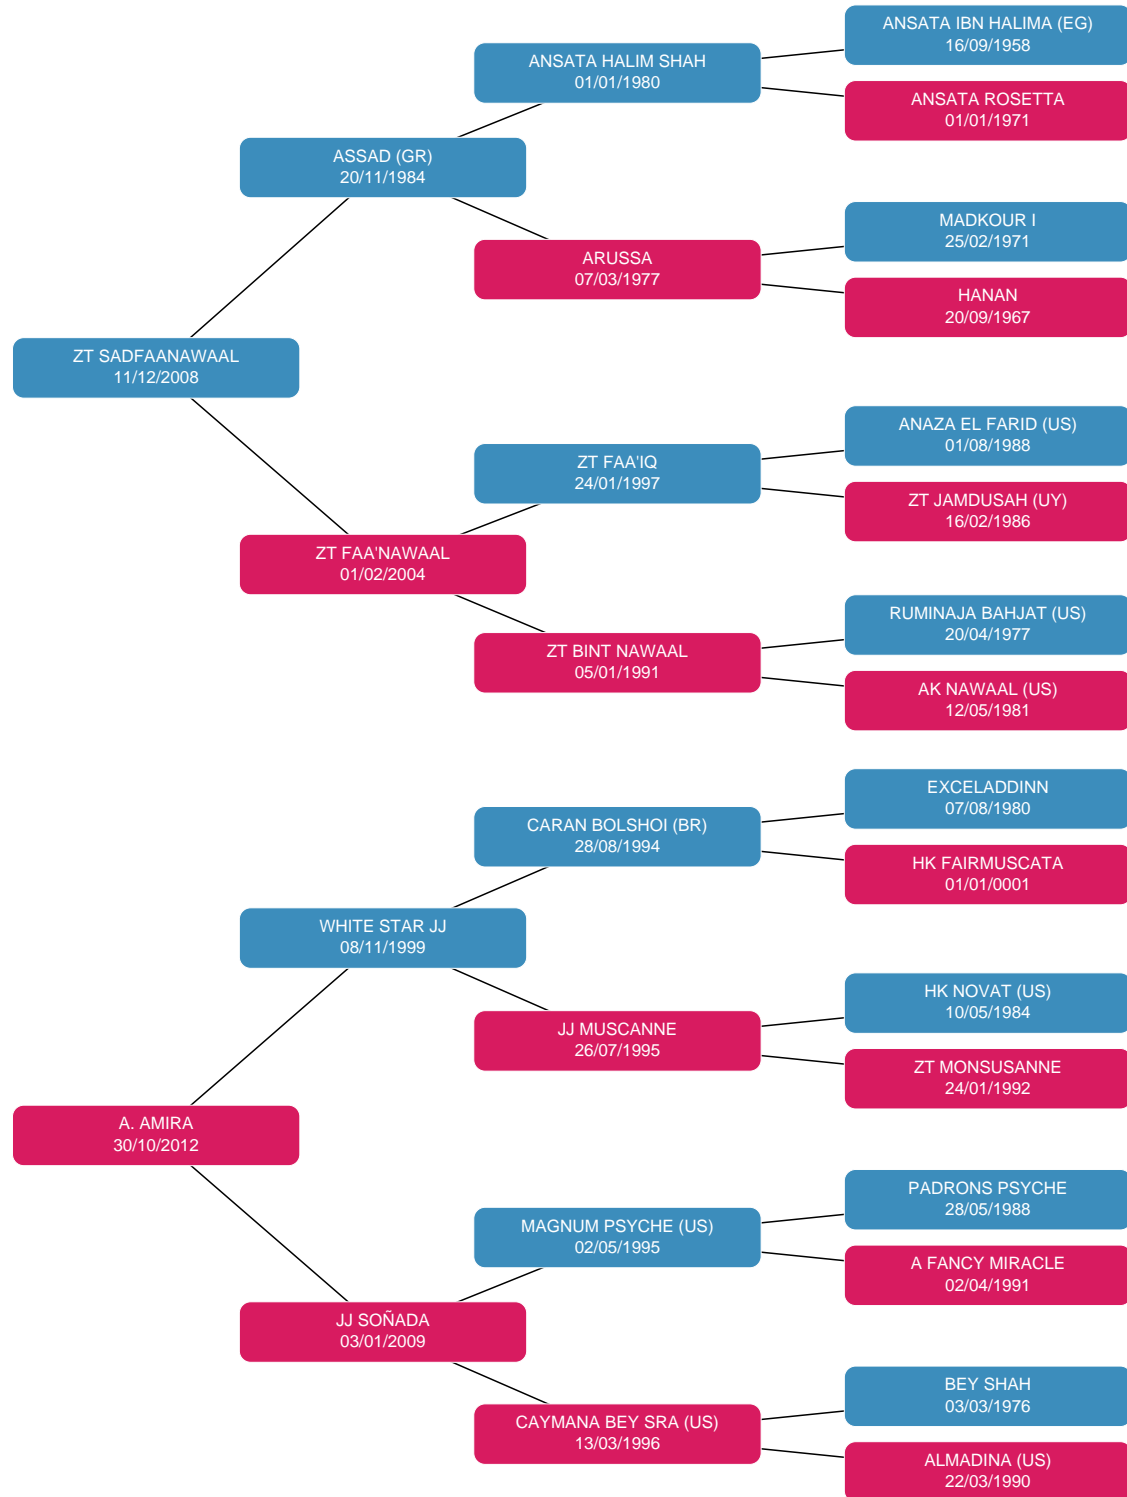 ANSATA IBN HALIMA (EG)
16/09/1958
ANSATA HALIM SHAH
01/01/1980
ANSATA ROSETTA
01/01/1971
ASSAD (GR)
20/11/1984
MADKOUR I
25/02/1971
ARUSSA
07/03/1977
HANAN
20/09/1967
ZT SADFAANAWAAL
11/12/2008
ANAZA EL FARID (US)
01/08/1988
ZT FAA'IQ
24/01/1997
ZT JAMDUSAH (UY)
16/02/1986
ZT FAA'NAWAAL
01/02/2004
RUMINAJA BAHJAT (US)
20/04/1977
ZT BINT NAWAAL
05/01/1991
AK NAWAAL (US)
12/05/1981
EXCELADDINN
07/08/1980
CARAN BOLSHOI (BR)
28/08/1994
HK FAIRMUSCATA
01/01/0001
WHITE STAR JJ
08/11/1999
HK NOVAT (US)
10/05/1984
JJ MUSCANNE
26/07/1995
ZT MONSUSANNE
24/01/1992
A. AMIRA
30/10/2012
PADRONS PSYCHE
28/05/1988
MAGNUM PSYCHE (US)
02/05/1995
A FANCY MIRACLE
02/04/1991
JJ SOÑADA
03/01/2009
BEY SHAH
03/03/1976
CAYMANA BEY SRA (US)
13/03/1996
ALMADINA (US)
22/03/1990